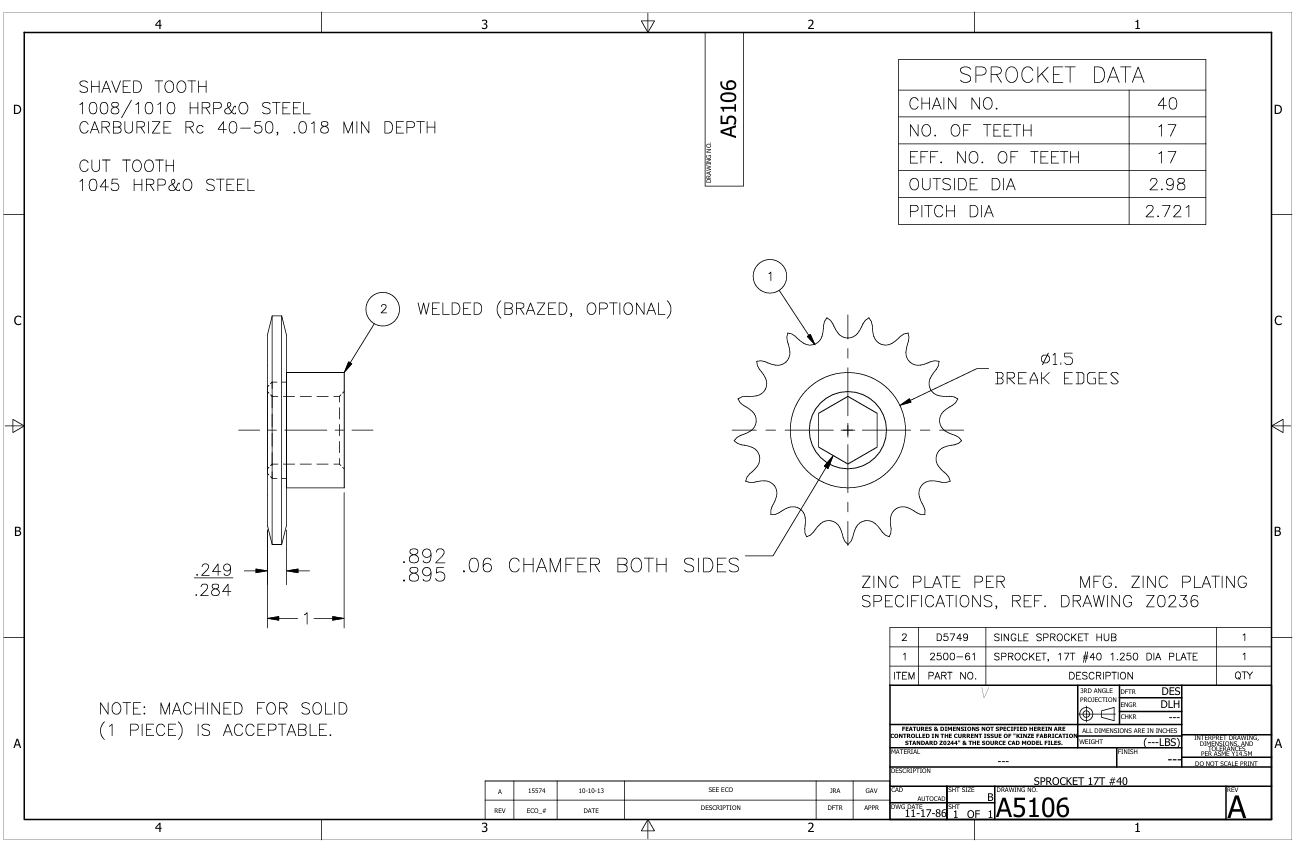 4 3 2 1
D
C
B
A
SHAVED TOOTH
1008/1010 HRP&O STEEL
CARBURIZE Rc 40-50, .018 MIN DEPTH
CUT TOOTH
1045 HRP&O STEEL
DRAWING NO.
A5106
SPROCKET DATA
CHAIN NO. 40
NO. OF TEETH 17
EFF. NO. OF TEETH 17
OUTSIDE DIA 2.98
PITCH DIA 2.721
D
C
B
A
2 WELDED (BRAZED, OPTIONAL)
1
Ø1.5
BREAK EDGES
.892
.895 .06 CHAMFER BOTH SIDES
.249
.284
1
ZINC PLATE PER MFG. ZINC PLATING
SPECIFICATIONS, REF. DRAWING Z0236
NOTE: MACHINED FOR SOLID
(1 PIECE) IS ACCEPTABLE.
2 D5749 SINGLE SPROCKET HUB 1
1 2500-61 SPROCKET, 17T #40 1.250 DIA PLATE 1
ITEM PART NO. DESCRIPTION QTY
3RD ANGLE
PROJECTION
DFTR DES
ENGR DLH
CHKR ---
FEATURES & DIMENSIONS NOT SPECIFIED HEREIN ARE
CONTROLLED IN THE CURRENT ISSUE OF "KINZE FABRICATION
STANDARD Z0244" & THE SOURCE CAD MODEL FILES.
ALL DIMENSIONS ARE IN INCHES
WEIGHT (---LBS)
INTERPRET DRAWING,
DIMENSIONS, AND
TOLERANCES
PER ASME Y14.5M
DO NOT SCALE PRINT
MATERIAL ---
FINISH ---
DESCRIPTION
SPROCKET 17T #40
CAD AUTOCAD
SHT SIZE B
DRAWING NO.
A5106
REV
A
DWG DATE
11-17-86
SHT
1 OF 1
A 15574 10-10-13 SEE ECO JRA GAV
REV ECO_# DATE DESCRIPTION DFTR APPR
4 3 2 1